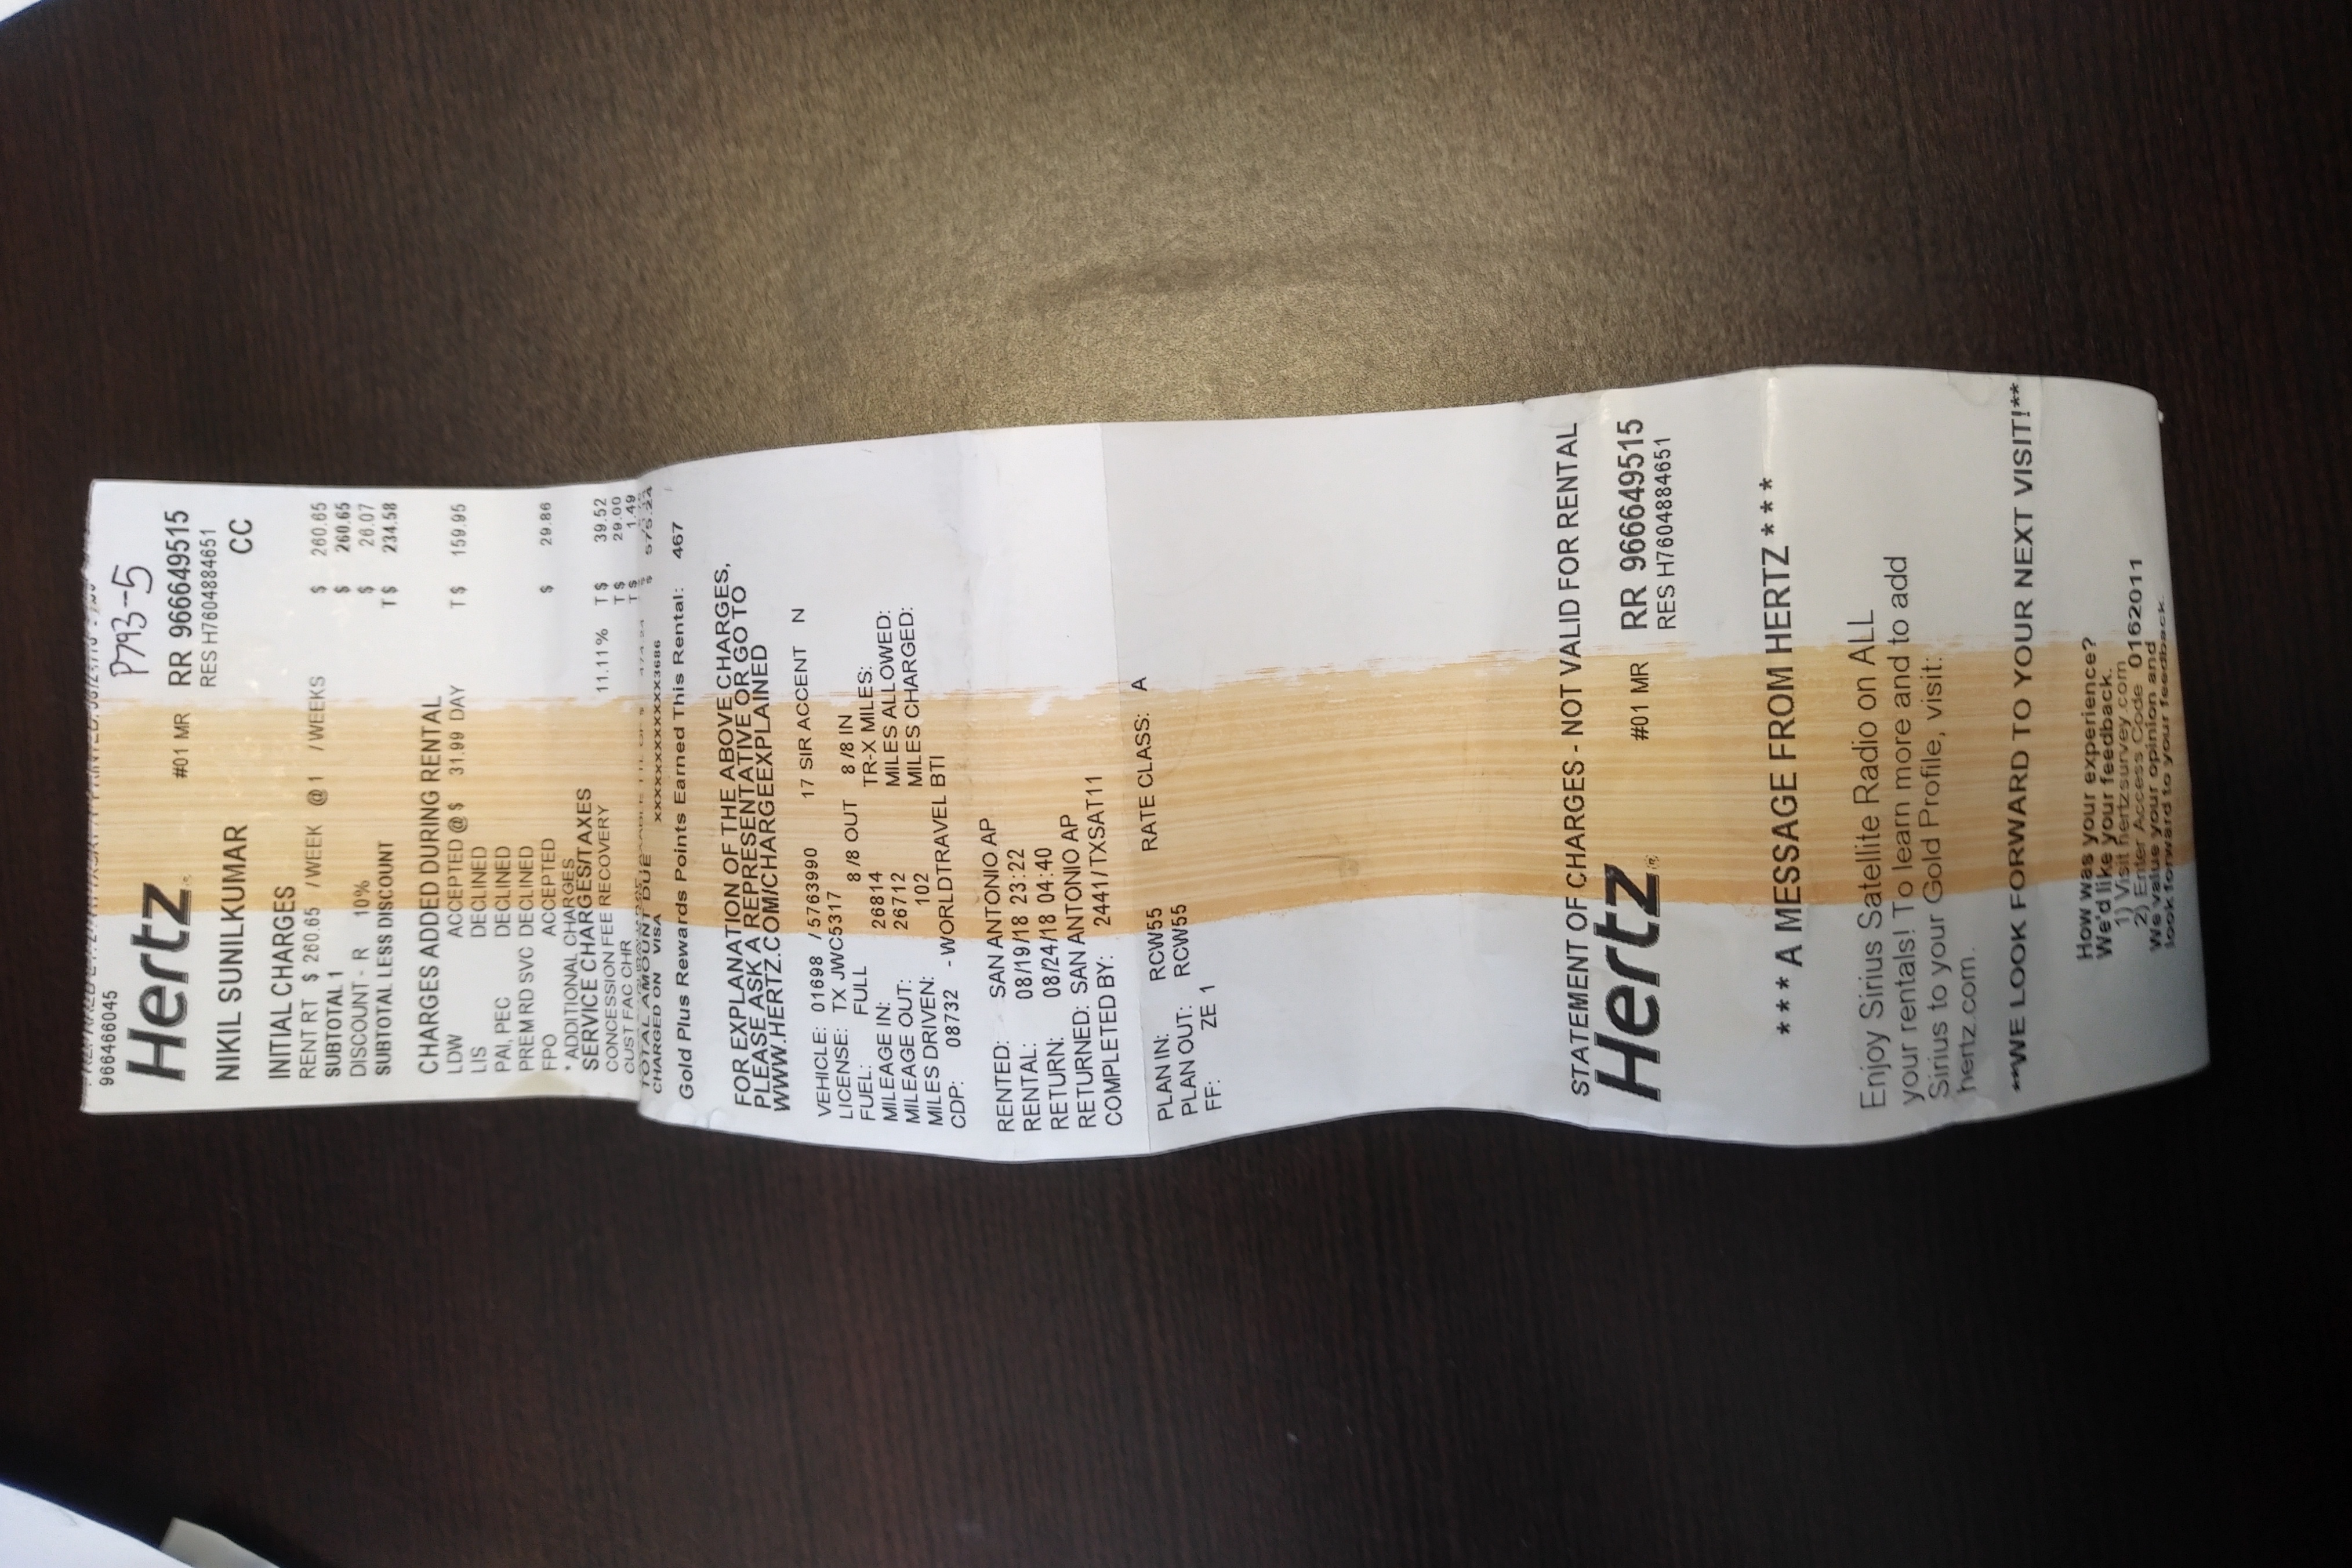 966466045
P793-5
Hertz #01 MR RR 966649515
RES H7604884651
NIKIL SUNILKUMAR CC
INITIAL CHARGES
RENT RT $ 260.65 / WEEK @ 1 / WEEKS $ 260.65
SUBTOTAL 1 $ 260.65
DISCOUNT - R 10% $ 26.07
SUBTOTAL LESS DISCOUNT T $ 234.58
CHARGES ADDED DURING RENTAL
LDW ACCEPTED @ $ 31.99 DAY T $ 159.95
LIS DECLINED
PAI, PEC DECLINED
PREM RD SVC DECLINED
FPO ACCEPTED $ 29.86
* ADDITIONAL CHARGES
SERVICE CHARGES/TAXES
CONCESSION FEE RECOVERY 11.11% T $ 39.52
T $ 29.00
CUST FAC CHR T $ 1.49
TOTAL AMOUNT DUE $ 575.24
CHARGED ON VISA XXXXXXXXXXXX3686
Gold Plus Rewards Points Earned This Rental: 467
FOR EXPLANATION OF THE ABOVE CHARGES,
PLEASE ASK A REPRESENTATIVE OR GO TO
WWW.HERTZ.COM/CHARGEEXPLAINED
VEHICLE: 01698 / 5763990 17 SIR ACCENT N
LICENSE: TX JWC5317
FUEL: FULL 8 /8 OUT 8 /8 IN
MILEAGE IN: 26814 TR-X MILES:
MILEAGE OUT: 26712 MILES ALLOWED:
MILES DRIVEN: 102 MILES CHARGED:
CDP: 08732 - WORLDTRAVEL BTI
RENTED: SAN ANTONIO AP
RENTAL: 08/19/18 23:22
RETURN: 08/24/18 04:40
RETURNED: SAN ANTONIO AP
COMPLETED BY: 2441 / TXSAT11
PLAN IN: RCW55 RATE CLASS: A
PLAN OUT: RCW55
FF: ZE 1
STATEMENT OF CHARGES - NOT VALID FOR RENTAL
Hertz #01 MR RR 966649515
RES H7604884651
* * * A MESSAGE FROM HERTZ * * *
Enjoy Sirius Satellite Radio on ALL
your rentals! To learn more and to add
Sirius to your Gold Profile, visit:
hertz.com.
**WE LOOK FORWARD TO YOUR NEXT VISIT!**
How was your experience?
We'd like your feedback.
1) Visit hertzsurvey.com
2) Enter Access Code 0162011
We value your opinion and
look forward to your feedback.